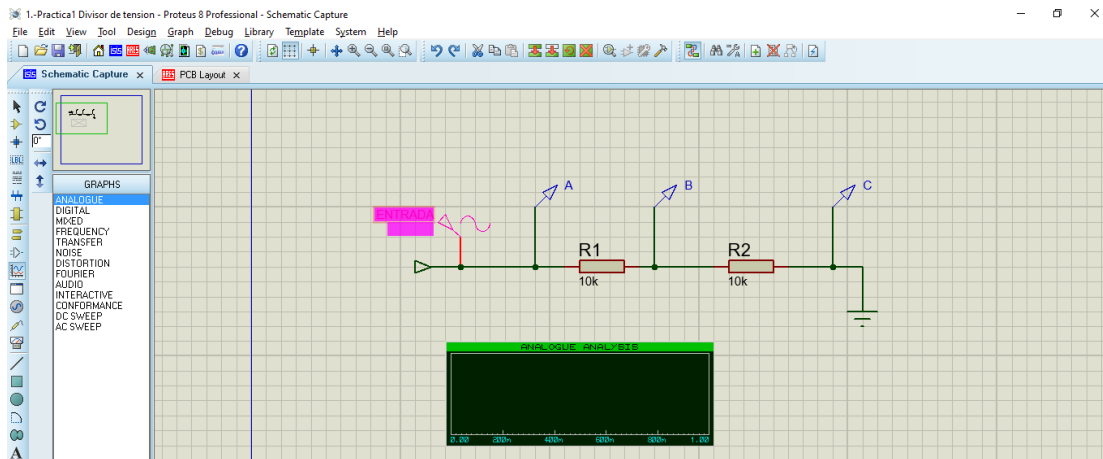 1.-Practica1 Divisor de tension - Proteus 8 Professional - Schematic Capture
File Edit View Tool Design Graph Debug Library Template System Help
Schematic Capture
PCB Layout
0°
LBL
GRAPHS
ANALOGUE
DIGITAL
MIXED
FREQUENCY
TRANSFER
NOISE
DISTORTION
FOURIER
AUDIO
INTERACTIVE
CONFORMANCE
DC SWEEP
AC SWEEP
A
A
B
C
ENTRADA
R1
R2
10k
10k
ANALOGUE ANALYSIS
0.00 200m 400m 600m 800m 1.00